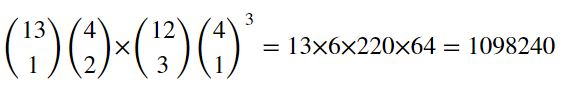 (13 1)(4 2)×(12 3)(4 1)^3 = 13×6×220×64 = 1098240